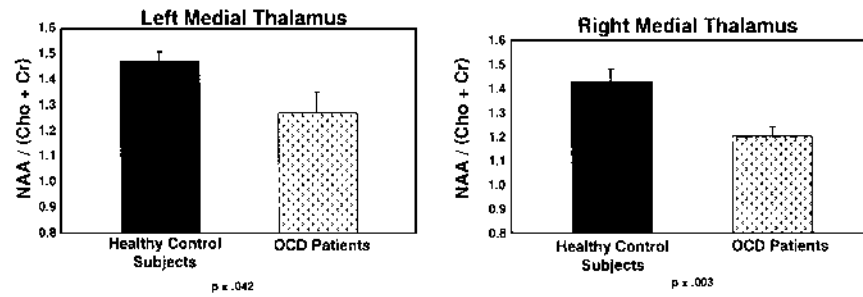 Left Medial Thalamus
NAA / (Cho + Cr)
1.6
1.5
1.4
1.3
1.2
1.1
1.0
0.9
0.8
Healthy Control
Subjects
OCD Patients
p = .042
Right Medial Thalamus
NAA / (Cho + Cr)
1.6
1.5
1.4
1.3
1.2
1.1
1.0
0.9
0.8
Healthy Control
Subjects
OCD Patients
p = .003